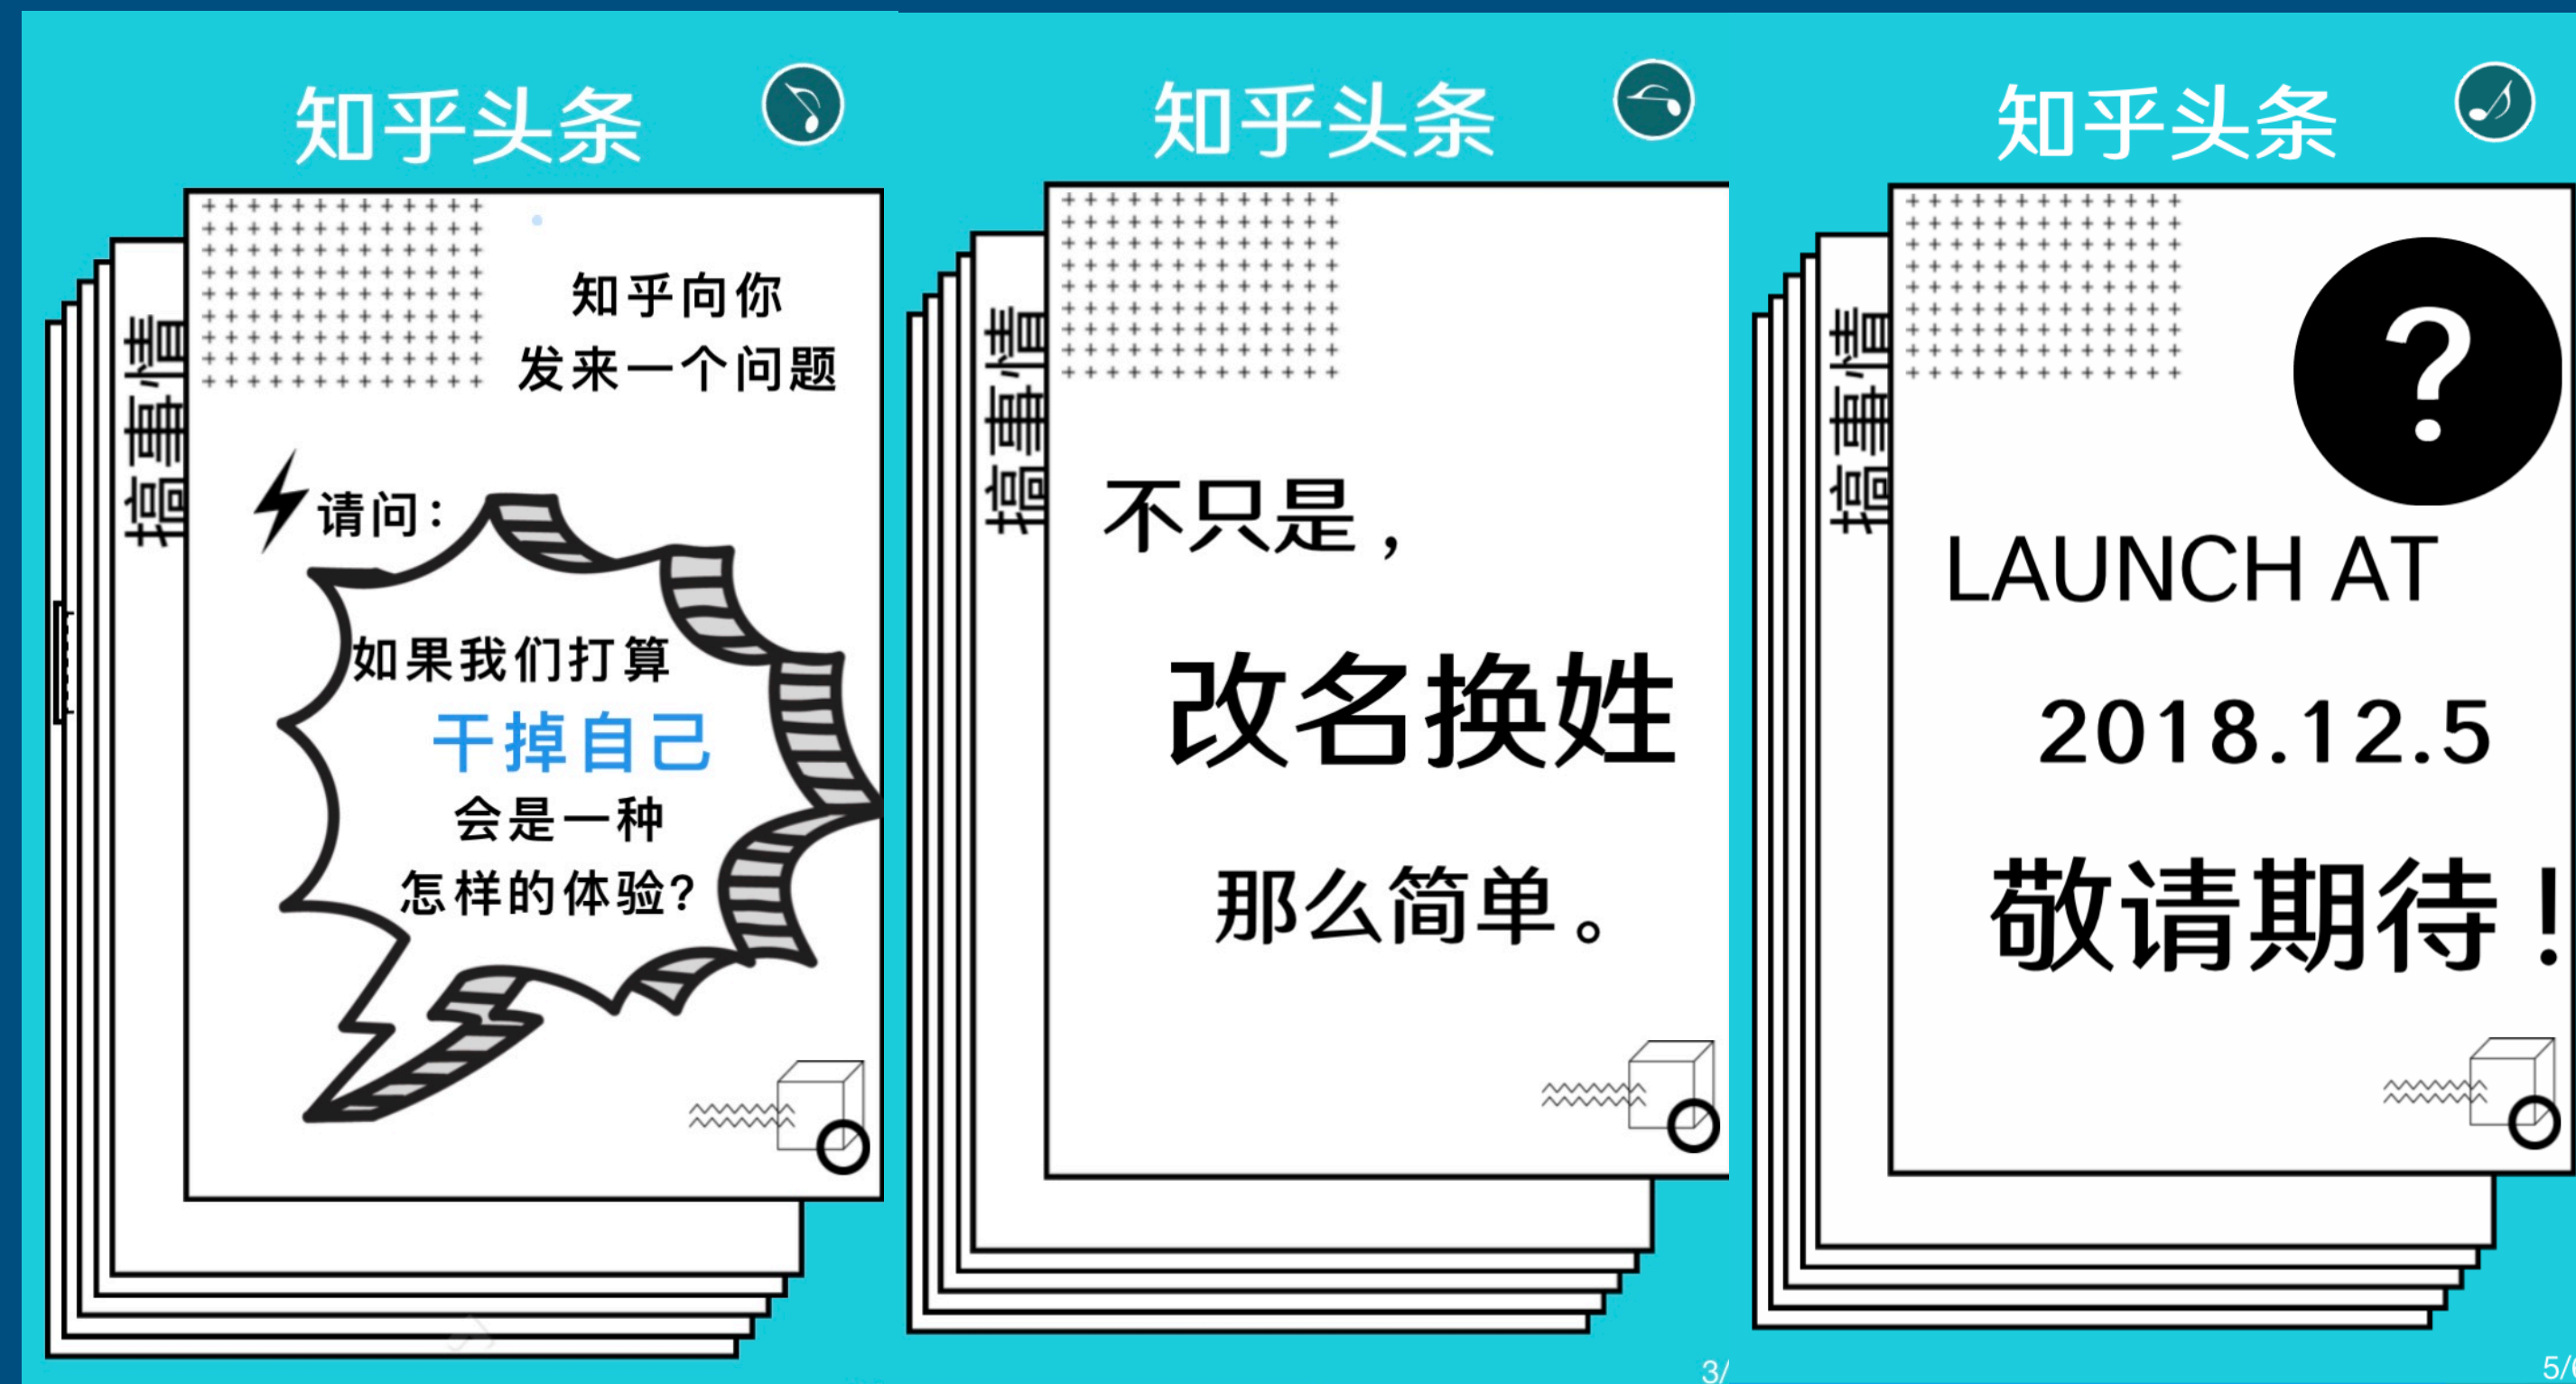 知乎头条
搞事情
知乎向你
发来一个问题
请问：
如果我们打算
干掉自己
会是一种
怎样的体验?
知乎头条
搞事情
不只是，
改名换姓
那么简单。
3/
知乎头条
搞事情
?
LAUNCH AT
2018.12.5
敬请期待！
5/